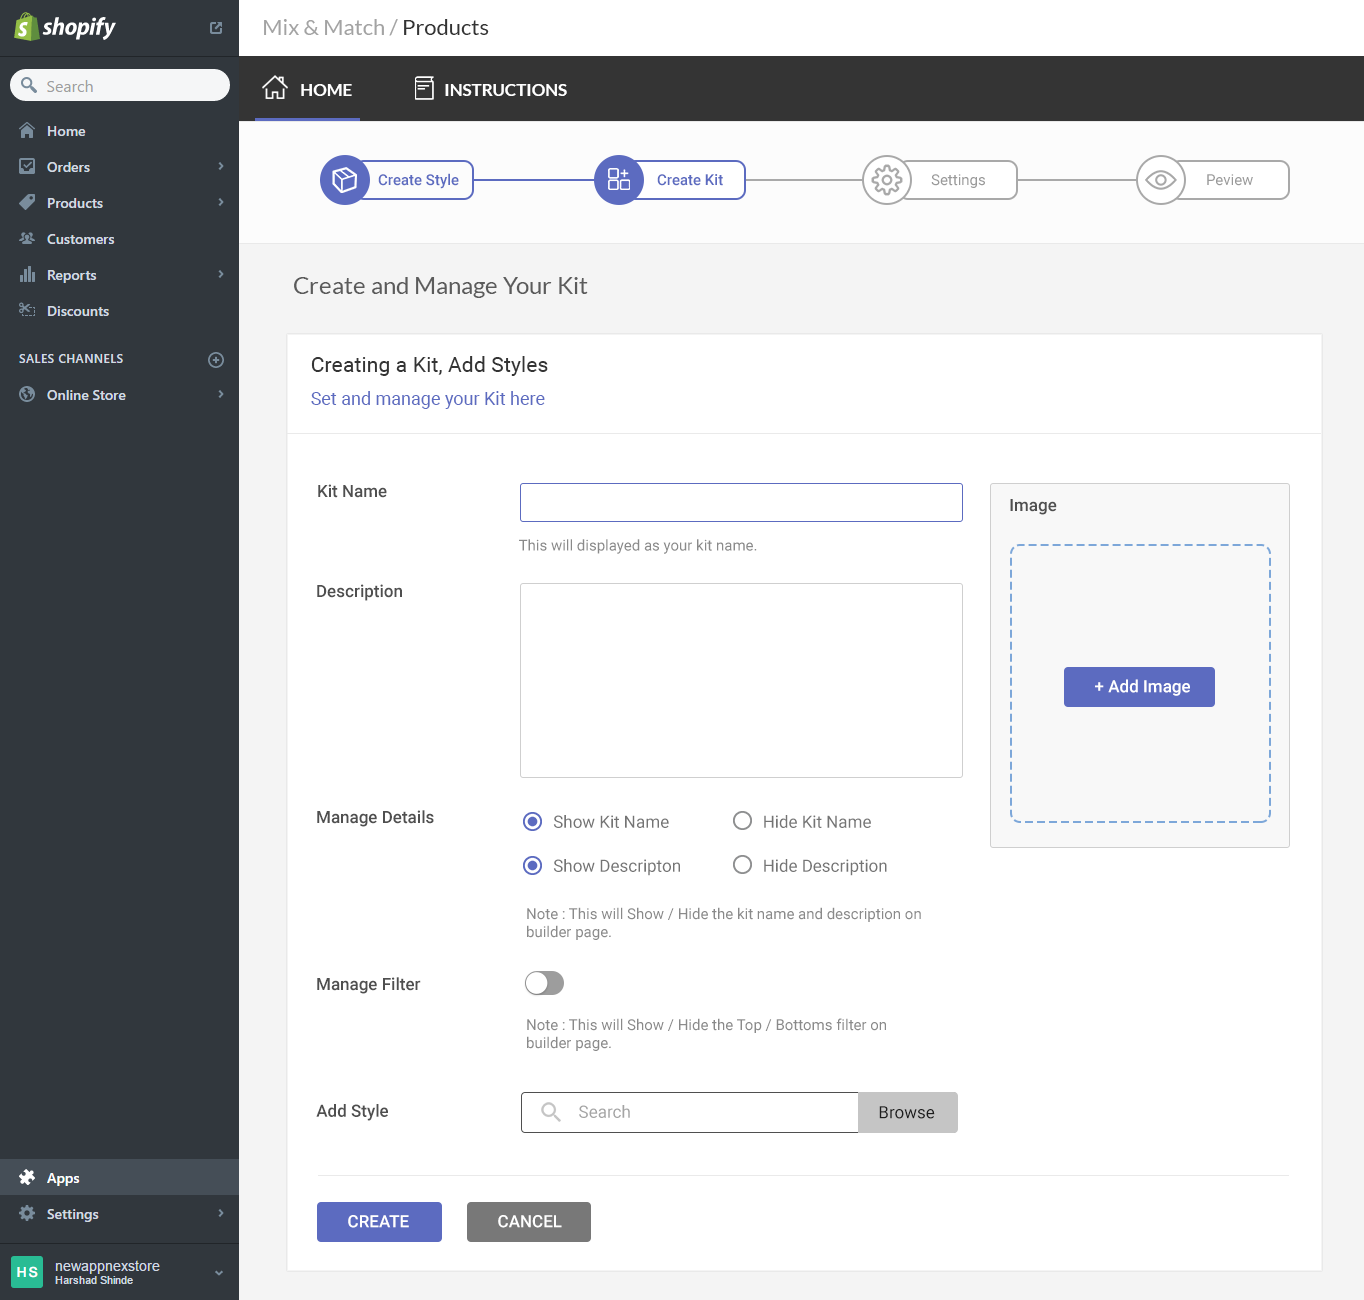 shopify
Mix & Match / Products
Search
HOME
INSTRUCTIONS
Home
Orders
Products
Customers
Reports
Discounts
SALES CHANNELS
Online Store
Create Style
Create Kit
Settings
Peview
Create and Manage Your Kit
Creating a Kit, Add Styles
Set and manage your Kit here
Kit Name
This will displayed as your kit name.
Image
+ Add Image
Description
Manage Details
Show Kit Name
Hide Kit Name
Show Descripton
Hide Description
Note : This will Show / Hide the kit name and description on
builder page.
Manage Filter
Note : This will Show / Hide the Top / Bottoms filter on
builder page.
Add Style
Search
Browse
CREATE
CANCEL
Apps
Settings
HS
newappnexstore
Harshad Shinde